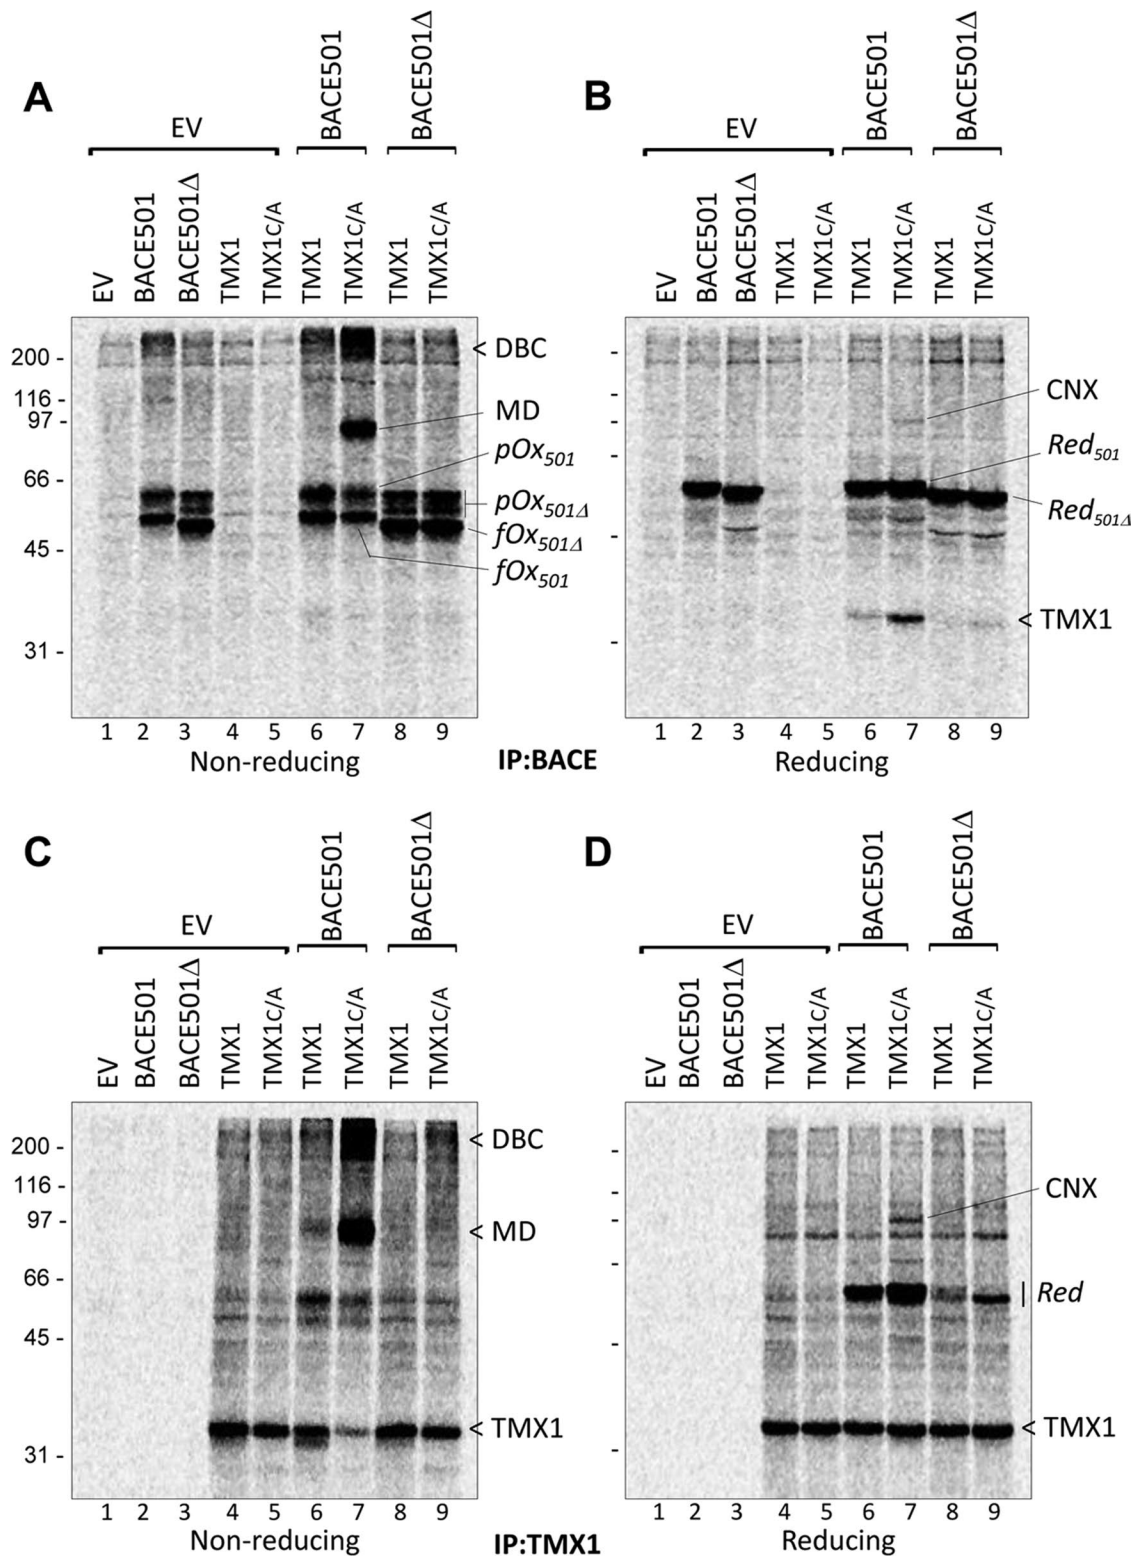 A
EV
BACE501
BACE501Δ
EV
BACE501
BACE501Δ
TMX1
TMX1C/A
TMX1
TMX1C/A
TMX1
TMX1C/A
200 -
116 -
97 -
66 -
45 -
31 -
< DBC
MD
pOx501
pOx501Δ
fOx501Δ
fOx501
1 2 3 4 5 6 7 8 9
Non-reducing
B
EV
BACE501
BACE501Δ
EV
BACE501
BACE501Δ
TMX1
TMX1C/A
TMX1
TMX1C/A
TMX1
TMX1C/A
CNX
Red501
Red501Δ
< TMX1
1 2 3 4 5 6 7 8 9
Reducing
IP:BACE
C
EV
BACE501
BACE501Δ
EV
BACE501
BACE501Δ
TMX1
TMX1C/A
TMX1
TMX1C/A
TMX1
TMX1C/A
200 -
116 -
97 -
66 -
45 -
31 -
< DBC
< MD
< TMX1
1 2 3 4 5 6 7 8 9
Non-reducing
D
EV
BACE501
BACE501Δ
EV
BACE501
BACE501Δ
TMX1
TMX1C/A
TMX1
TMX1C/A
TMX1
TMX1C/A
CNX
Red
< TMX1
1 2 3 4 5 6 7 8 9
Reducing
IP:TMX1